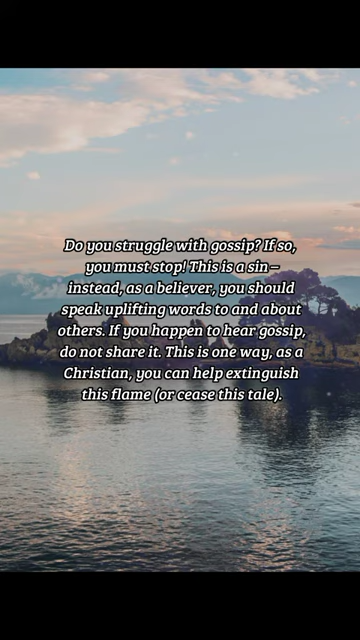 Do you struggle with gossip? If so,
you must stop! This is a sin –
instead, as a believer, you should
speak uplifting words to and about
others. If you happen to hear gossip,
do not share it. This is one way, as a
Christian, you can help extinguish
this flame (or cease this tale).